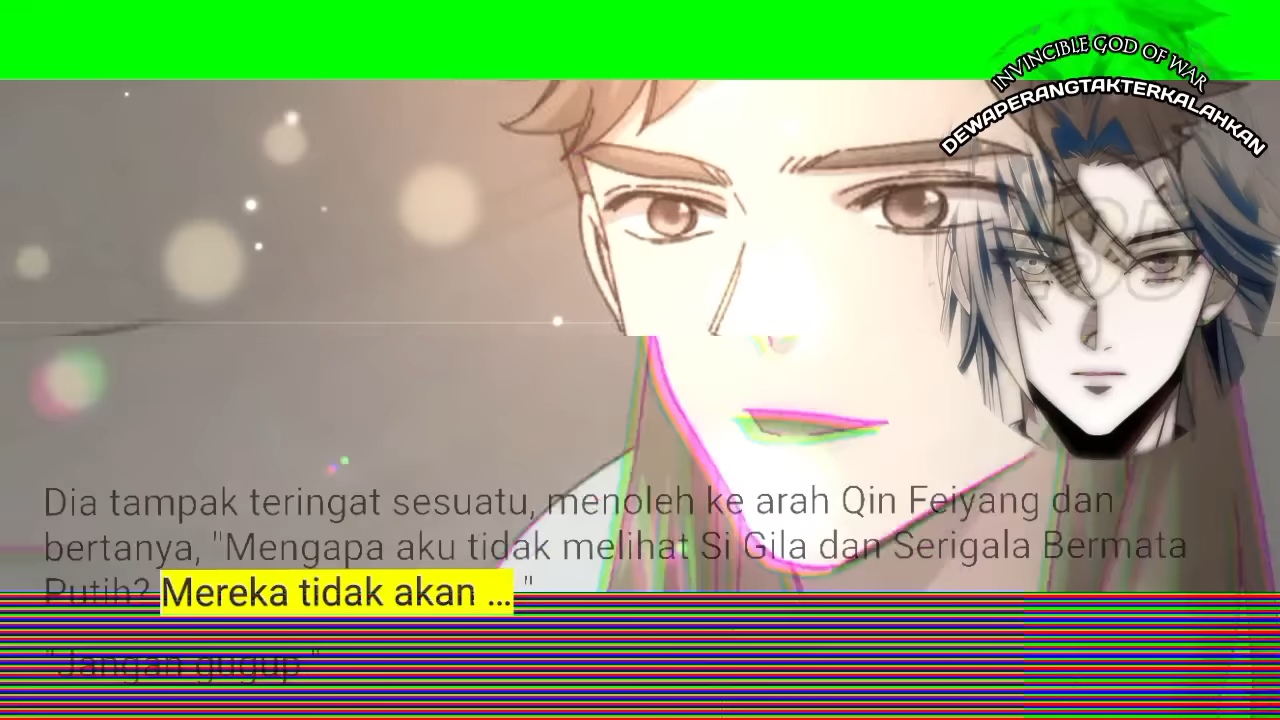 INVINCIBLE GOD OF WAR
DEWAPERANGTAKTERKALAHKAN
Dia tampak teringat sesuatu, menoleh ke arah Qin Feiyang dan
bertanya, "Mengapa aku tidak melihat Si Gila dan Serigala Bermata
Putih? Mereka tidak akan ... "
"Jangan gugup "